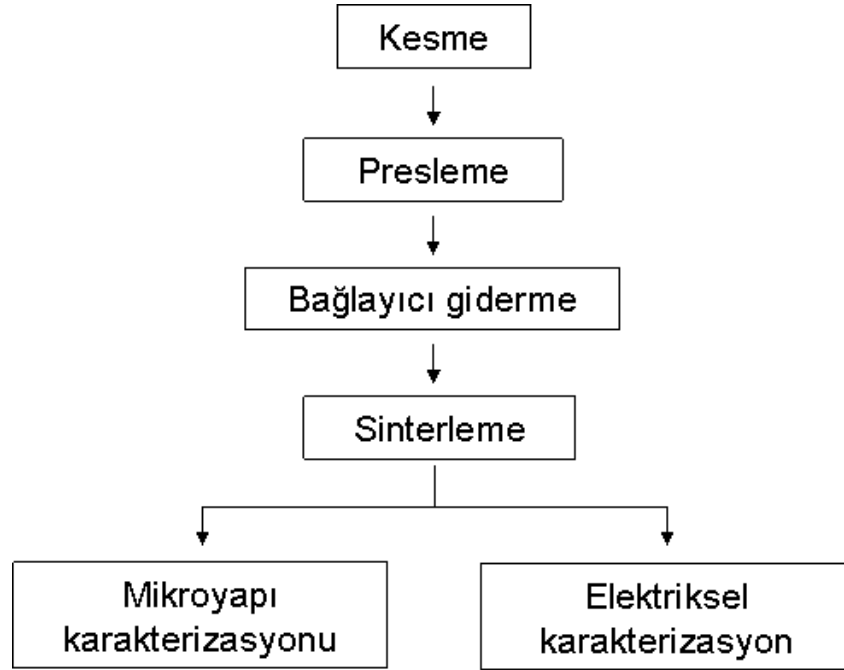 Kesme
Presleme
Bağlayıcı giderme
Sinterleme
Mikroyapı
karakterizasyonu
Elektriksel
karakterizasyon